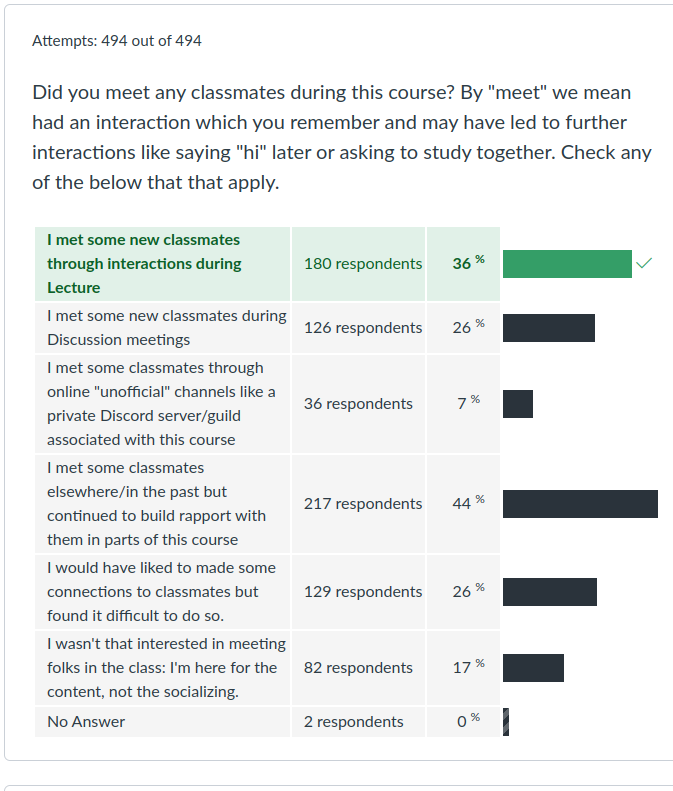 Attempts: 494 out of 494
Did you meet any classmates during this course? By "meet" we mean
had an interaction which you remember and may have led to further
interactions like saying "hi" later or asking to study together. Check any
of the below that that apply.
I met some new classmates
through interactions during
Lecture
180 respondents
36 %
I met some new classmates during
Discussion meetings
126 respondents
26 %
I met some classmates through
online "unofficial" channels like a
private Discord server/guild
associated with this course
36 respondents
7 %
I met some classmates
elsewhere/in the past but
continued to build rapport with
them in parts of this course
217 respondents
44 %
I would have liked to made some
connections to classmates but
found it difficult to do so.
129 respondents
26 %
I wasn't that interested in meeting
folks in the class: I'm here for the
content, not the socializing.
82 respondents
17 %
No Answer
2 respondents
0 %